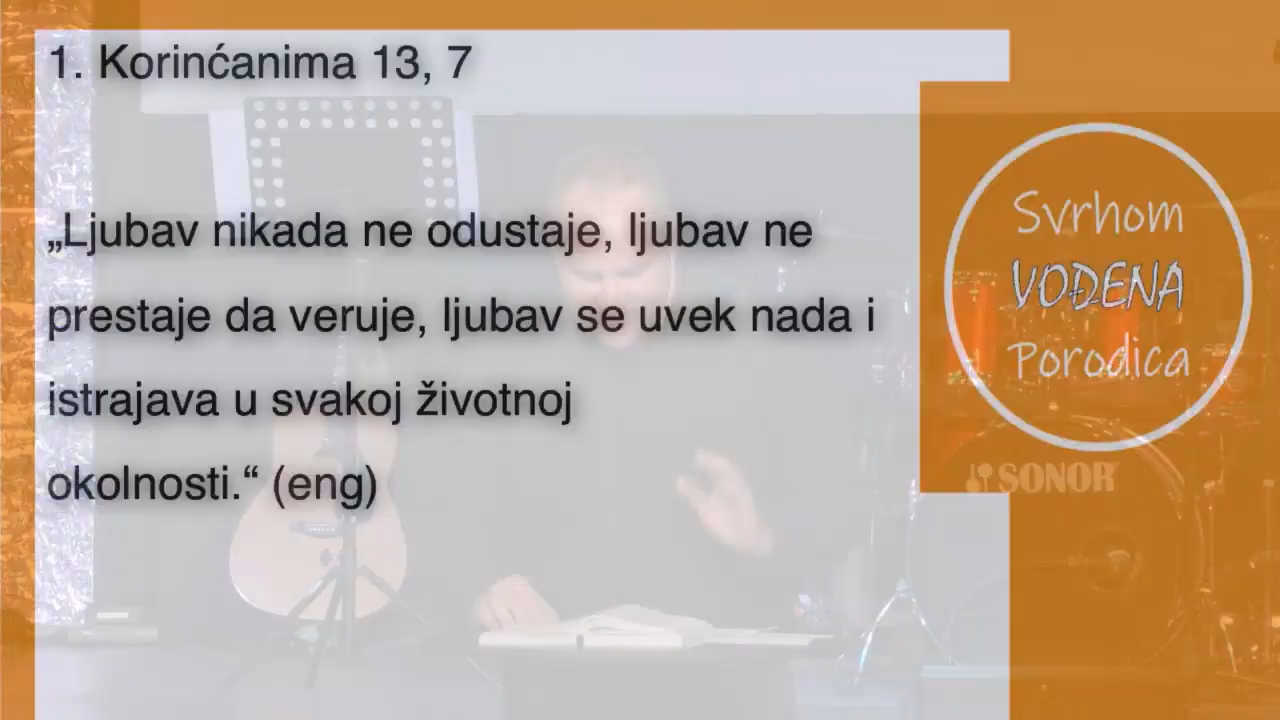 1. Korinćanima 13, 7
„Ljubav nikada ne odustaje, ljubav ne
prestaje da veruje, ljubav se uvek nada i
istrajava u svakoj životnoj
okolnosti.“ (eng)
Svrhom
VOĐENA
Porodica
SONOR